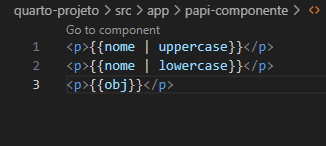 quarto-projeto > src > app > papi-componente > <>
Go to component
1 <p>{{nome | uppercase}}</p>
2 <p>{{nome | lowercase}}</p>
3 <p>{{obj}}</p>